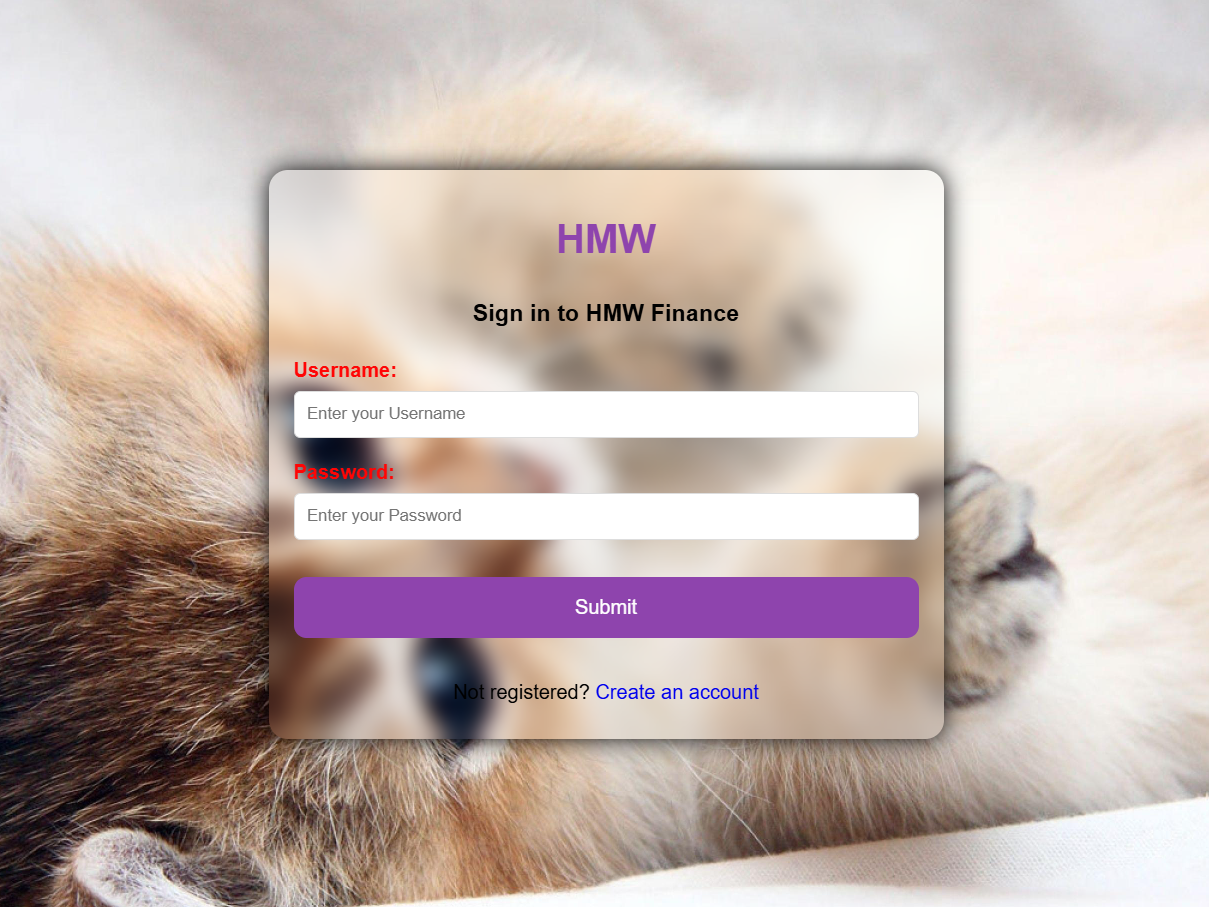 HMW
Sign in to HMW Finance
Username:
Enter your Username
Password:
Enter your Password
Submit
Not registered? Create an account